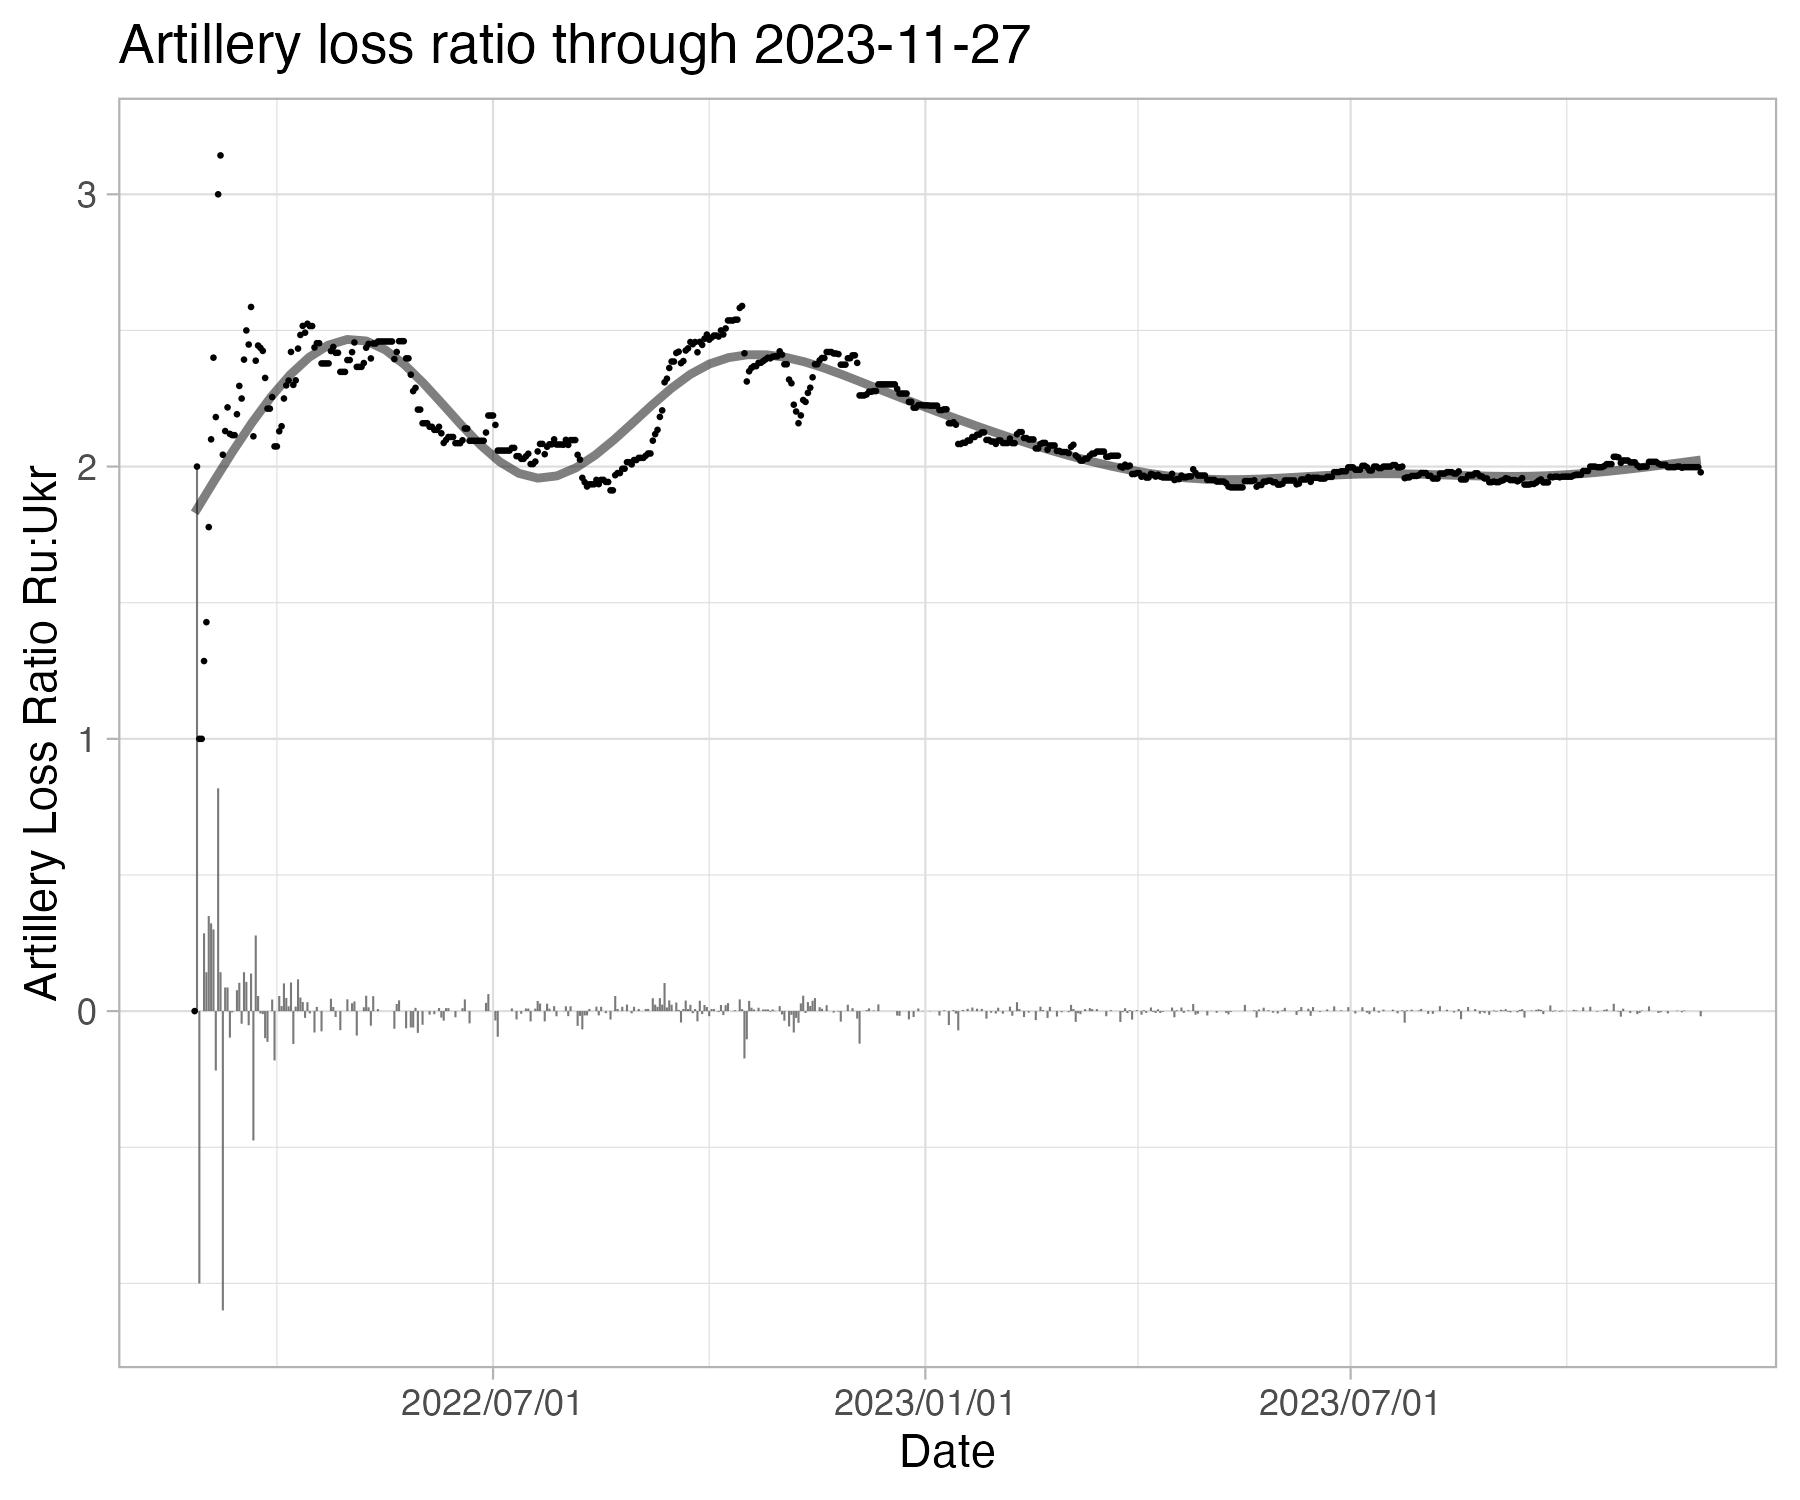 Artillery loss ratio through 2023-11-27
Artillery Loss Ratio Ru:Ukr
3
2
1
0
2022/07/01
2023/01/01
2023/07/01
Date